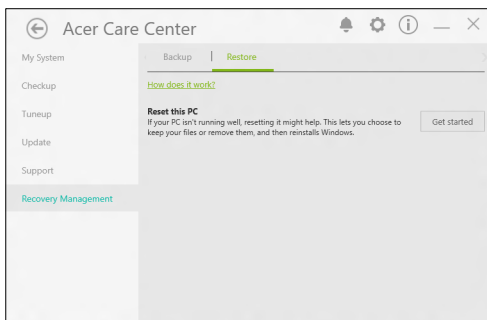 Acer Care Center
My System
Checkup
Tuneup
Update
Support
Recovery Management
Backup
Restore
How does it work?
Reset this PC
If your PC isn't running well, resetting it might help. This lets you choose to
keep your files or remove them, and then reinstalls Windows.
Get started